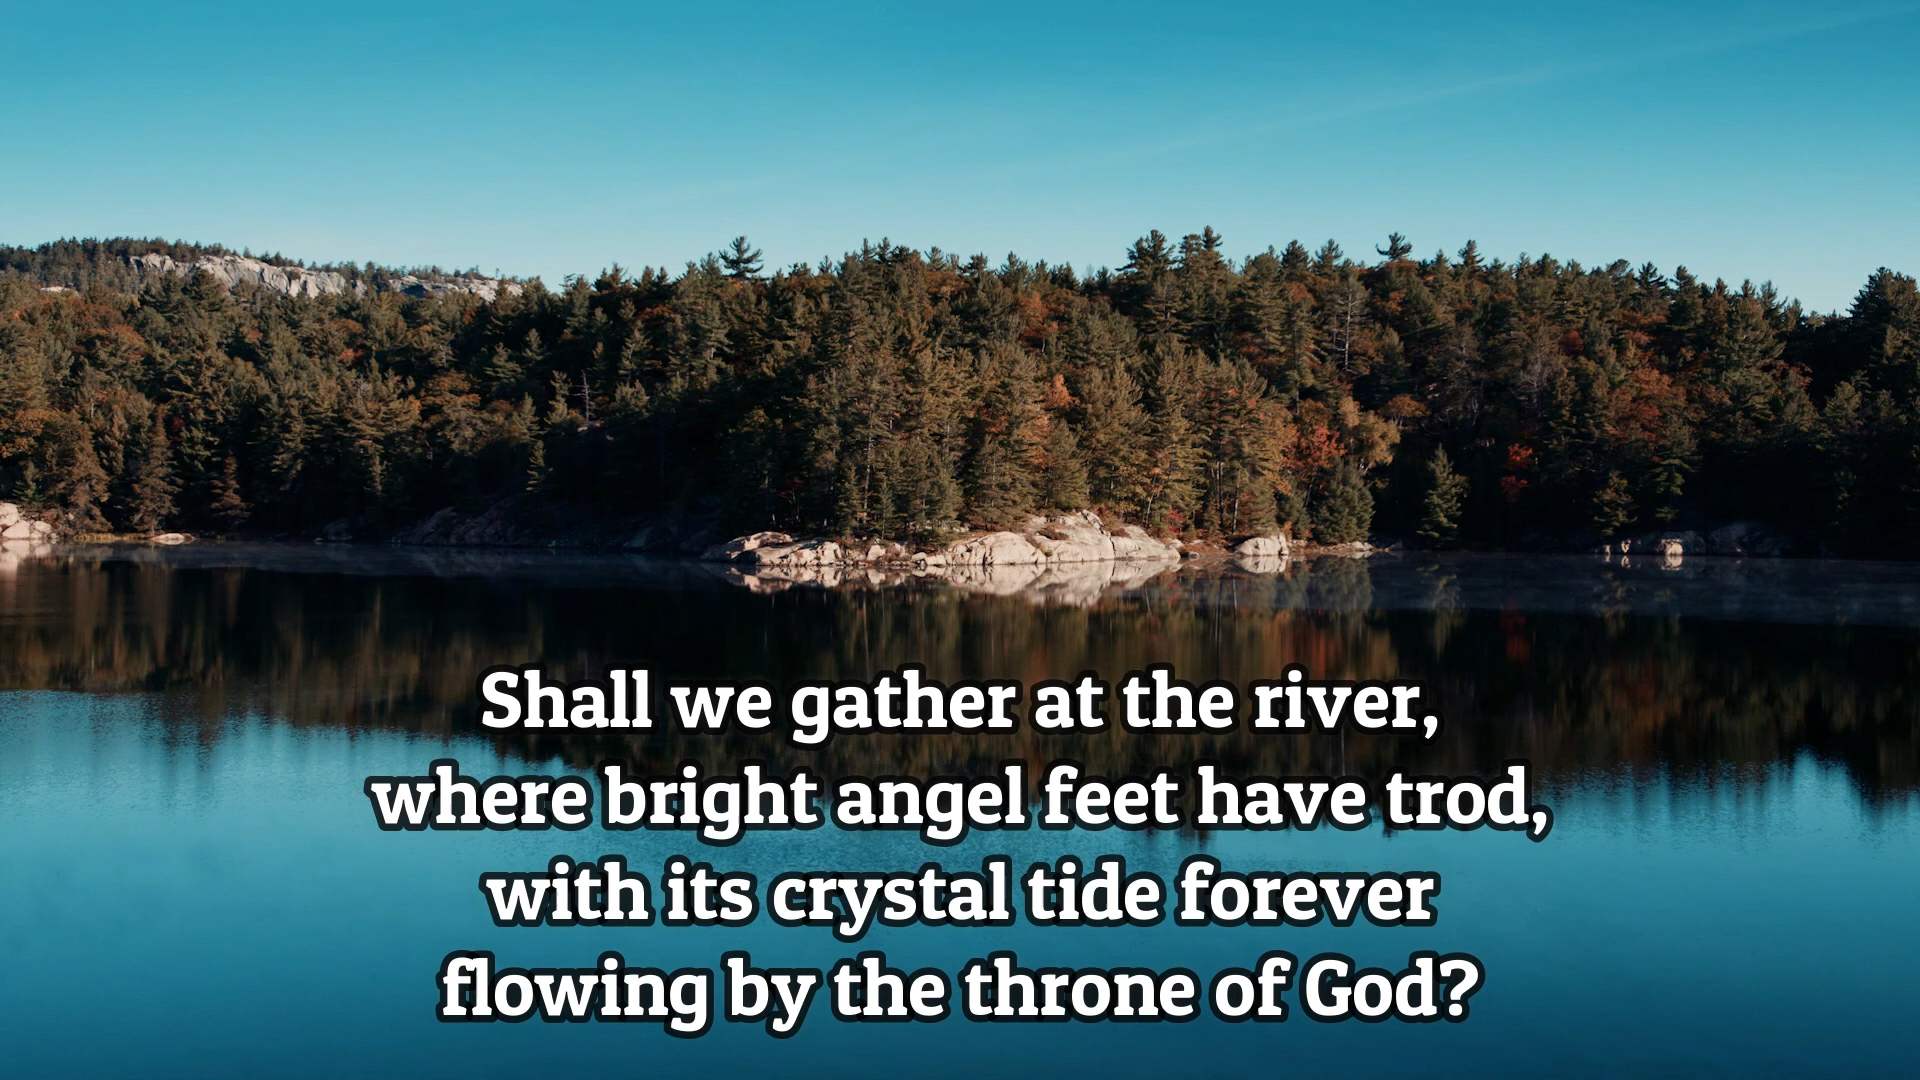 Shall we gather at the river,
where bright angel feet have trod,
with its crystal tide forever
flowing by the throne of God?